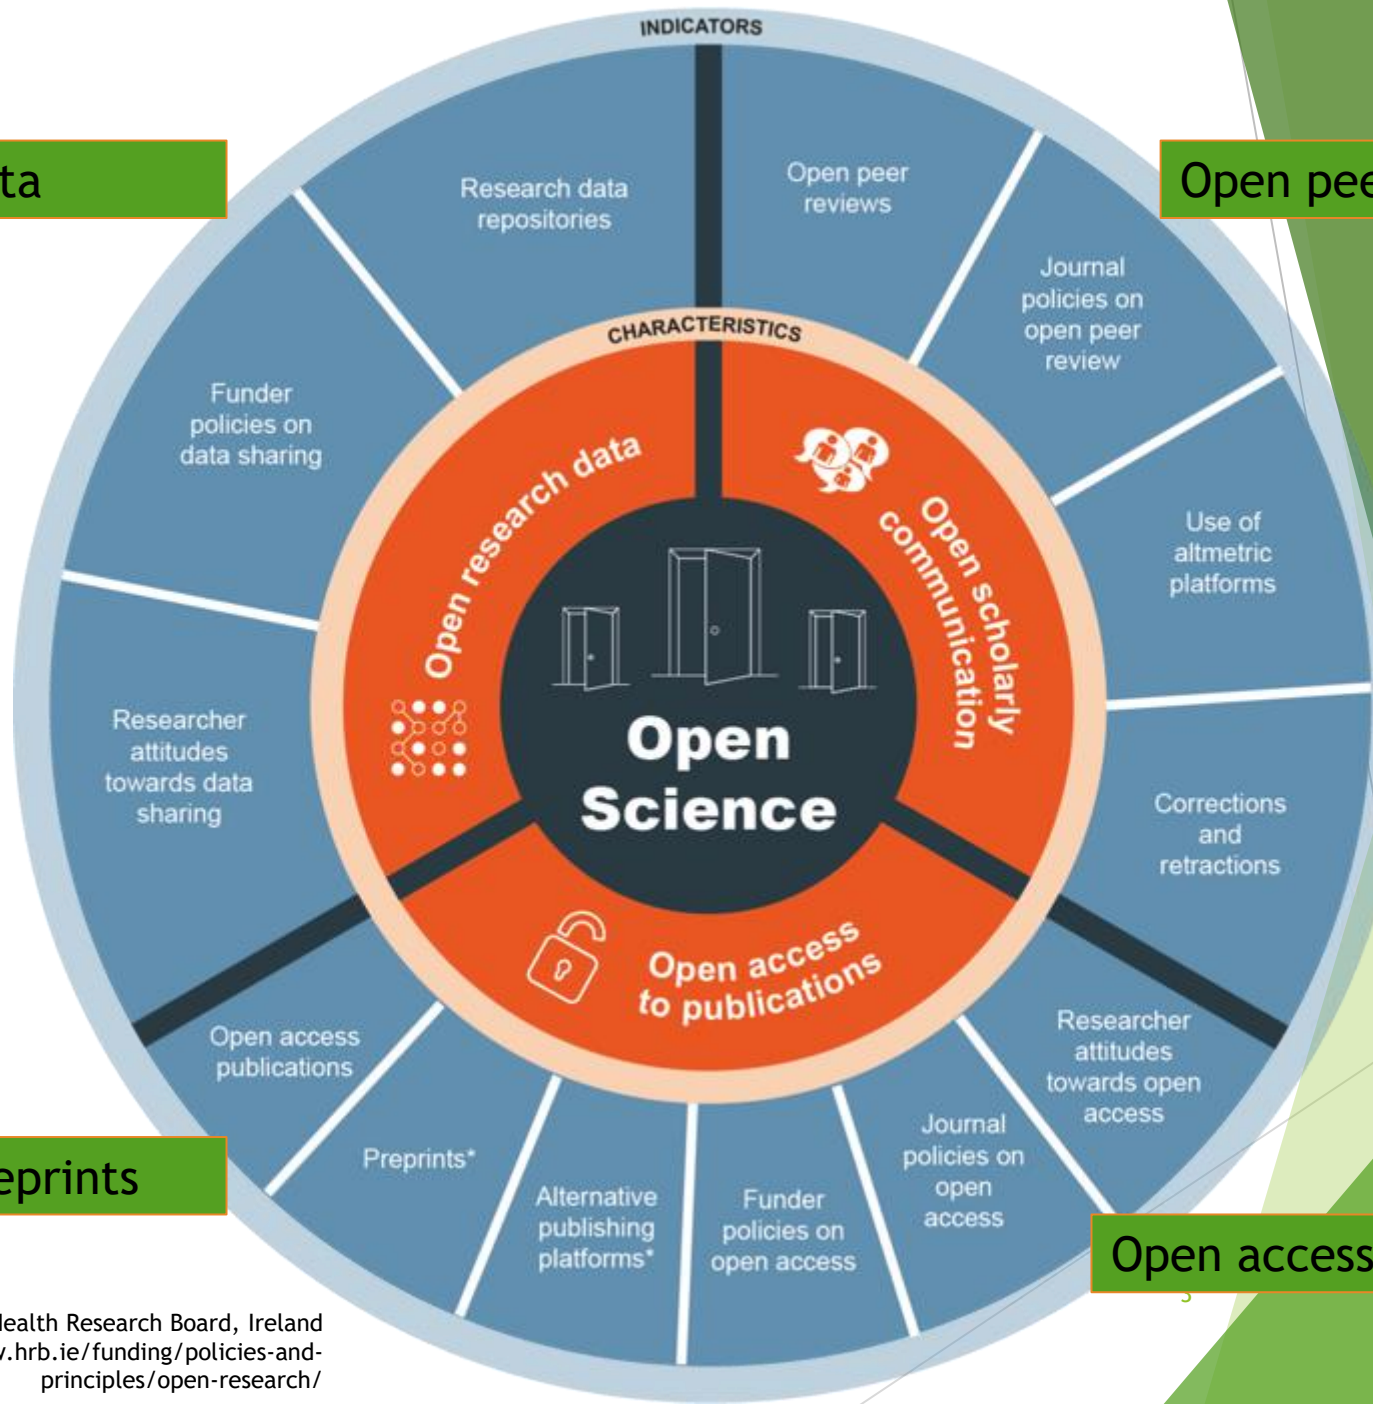 INDICATORS
ta
Open pee
Research data
repositories
Open peer
reviews
Journal
policies on
open peer
review
Funder
policies on
data sharing
CHARACTERISTICS
Open research data
Open scholarly
communication
Use of
altmetric
platforms
Researcher
attitudes
towards data
sharing
Open
Science
Corrections
and
retractions
Open access
to publications
Open access
publications
Researcher
attitudes
towards open
access
Preprints*
Journal
policies on
open
access
Alternative
publishing
platforms*
Funder
policies on
open access
eprints
Open access
3
Health Research Board, Ireland
w.hrb.ie/funding/policies-and-
principles/open-research/